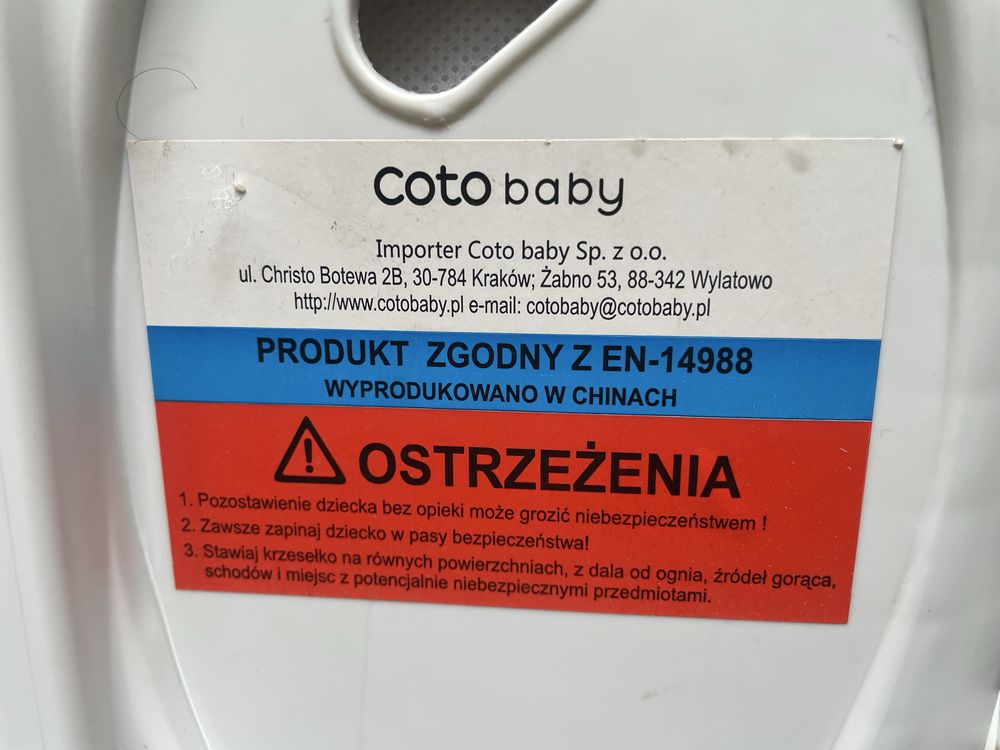 coto baby
Importer Coto baby Sp. z o.o.
ul. Christo Botewa 2B, 30-784 Kraków; Żabno 53, 88-342 Wylatowo
http://www.cotobaby.pl e-mail: cotobaby@cotobaby.pl
PRODUKT ZGODNY Z EN-14988
WYPRODUKOWANO W CHINACH
OSTRZEŻENIA
1. Pozostawienie dziecka bez opieki może grozić niebezpieczeństwem !
2. Zawsze zapinaj dziecko w pasy bezpieczeństwa!
3. Stawiaj krzesełko na równych powierzchniach, z dala od ognia, źródeł gorąca,
schodów i miejsc z potencjalnie niebezpiecznymi przedmiotami.